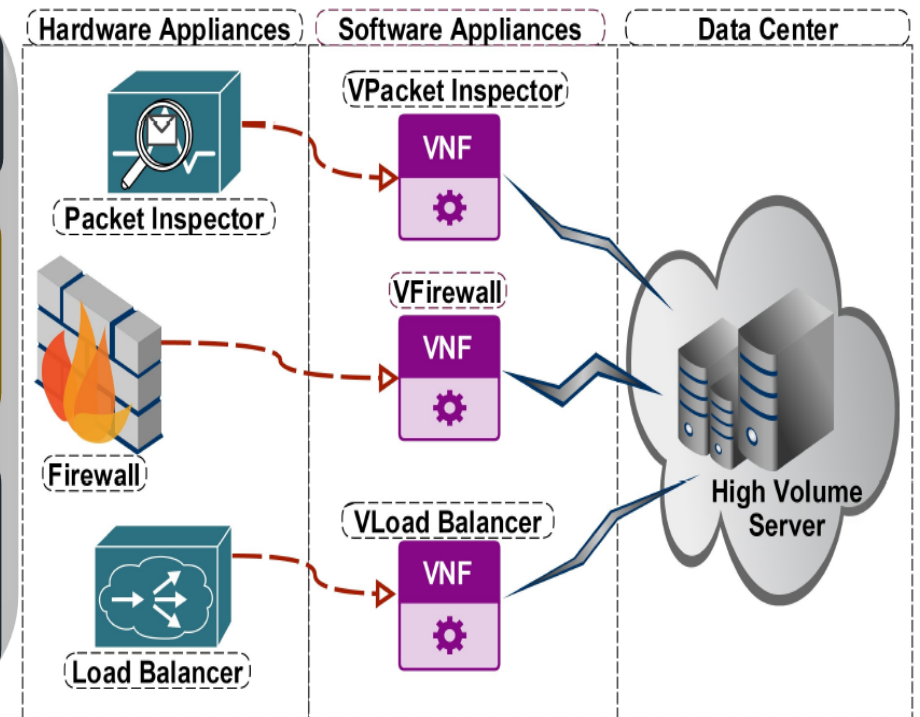 Hardware Appliances
Software Appliances
Data Center
VPacket Inspector
VNF
Packet Inspector
VFirewall
VNF
Firewall
High Volume
Server
VLoad Balancer
VNF
Load Balancer